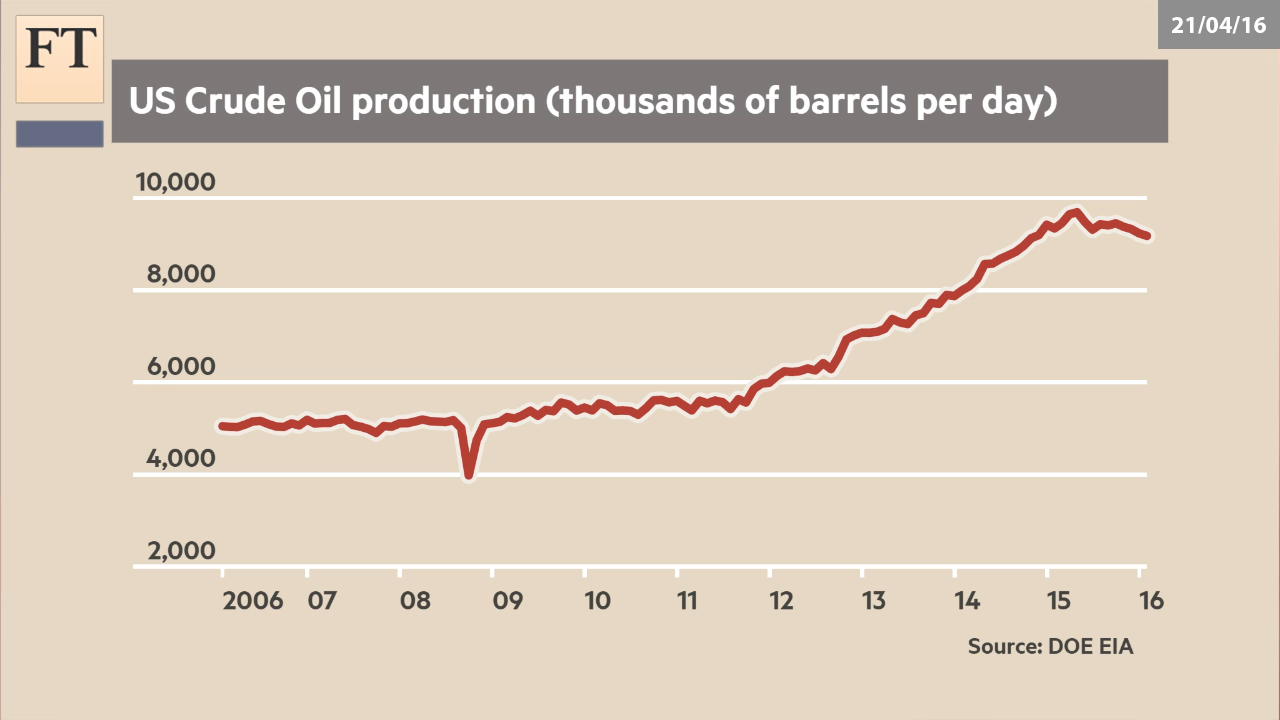 FT
21/04/16
US Crude Oil production (thousands of barrels per day)
10,000
8,000
6,000
4,000
2,000
2006 07 08 09 10 11 12 13 14 15 16
Source: DOE EIA